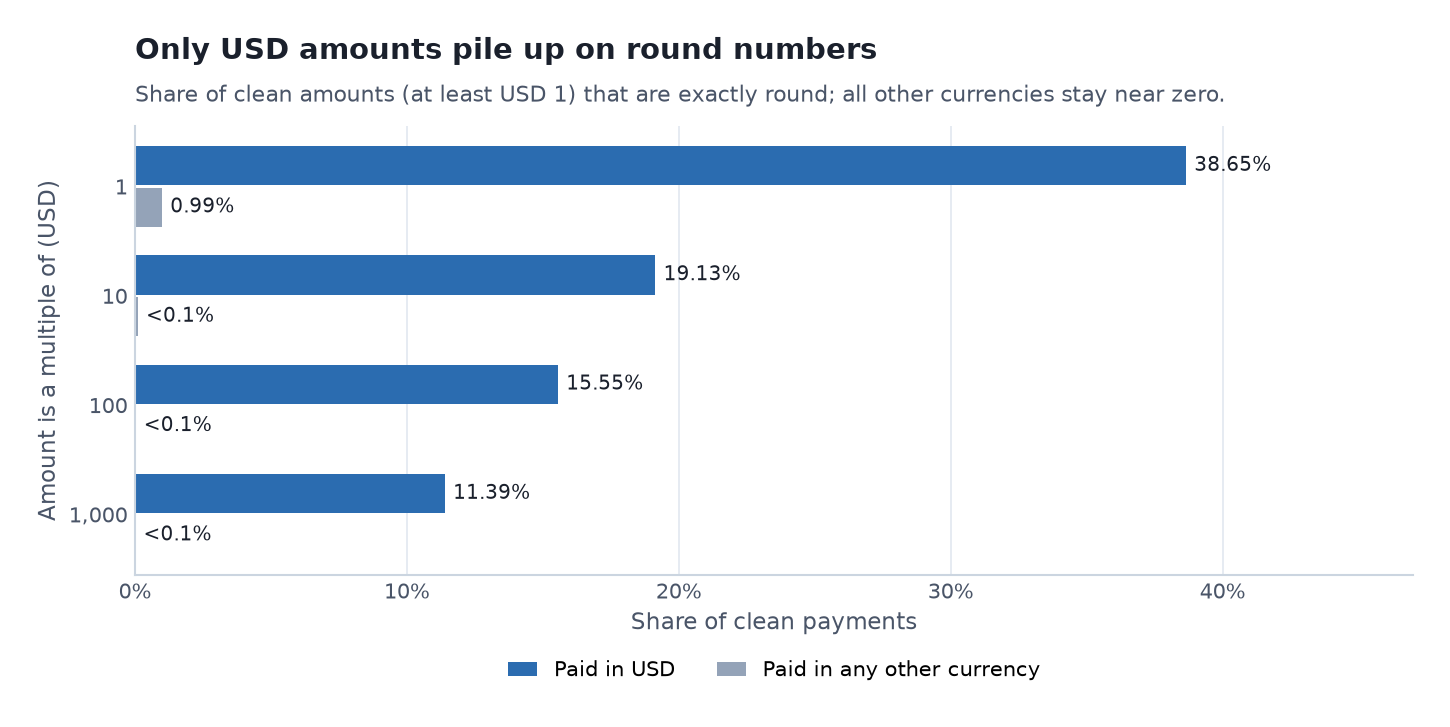 Only USD amounts pile up on round numbers
Share of clean amounts (at least USD 1) that are exactly round; all other currencies stay near zero.
Amount is a multiple of (USD)
1
38.65%
0.99%
10
19.13%
<0.1%
100
15.55%
<0.1%
1,000
11.39%
<0.1%
0% 10% 20% 30% 40%
Share of clean payments
Paid in USD Paid in any other currency